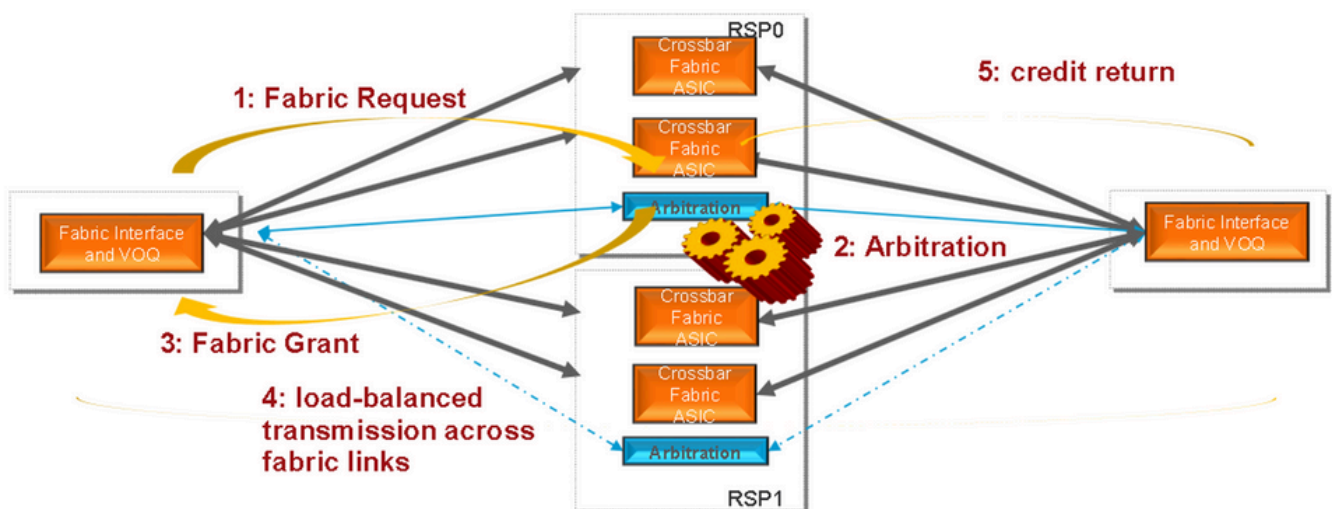 RSP0
Crossbar
Fabric
ASIC
5: credit return
1: Fabric Request
Crossbar
Fabric
ASIC
Arbitration
Fabric Interface
and VOQ
Fabric Interface
and VOQ
2: Arbitration
Crossbar
Fabric
ASIC
3: Fabric Grant
Crossbar
Fabric
ASIC
4: load-balanced
transmission across
fabric links
Arbitration
RSP1